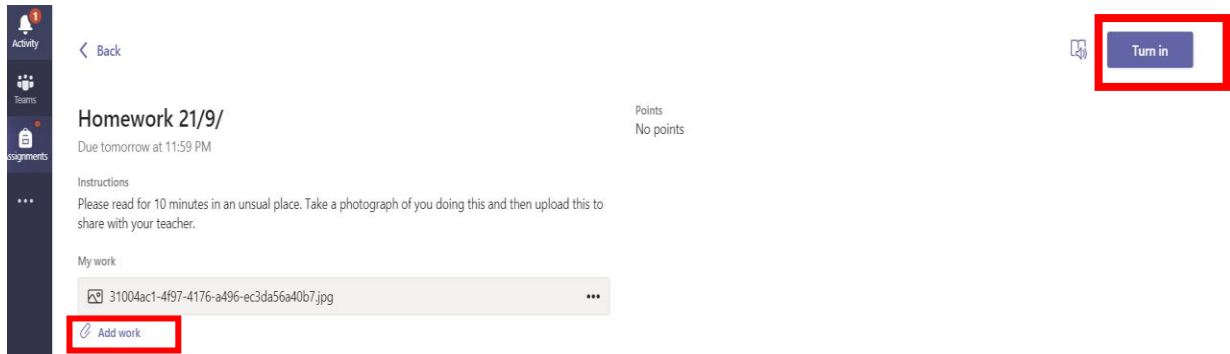 1
Activity
Teams
ssignments
Back
Turn in
Homework 21/9/
Due tomorrow at 11:59 PM
Points
No points
Instructions
Please read for 10 minutes in an unsual place. Take a photograph of you doing this and then upload this to
share with your teacher.
My work
31004ac1-4f97-4176-a496-ec3da56a40b7.jpg
Add work